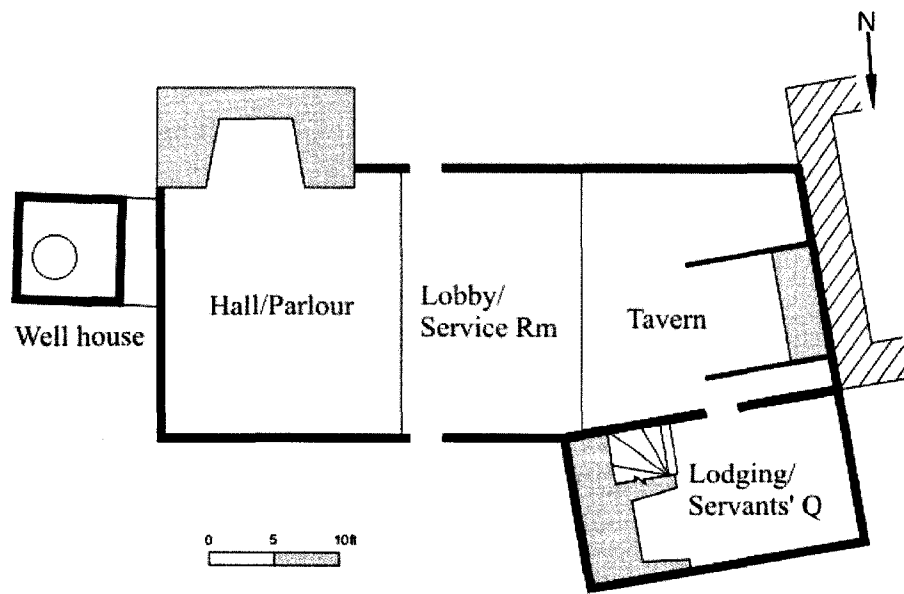 N
Hall/Parlour
Lobby/
Service Rm
Tavern
Well house
Lodging/
Servants' Q
0 5 10ft